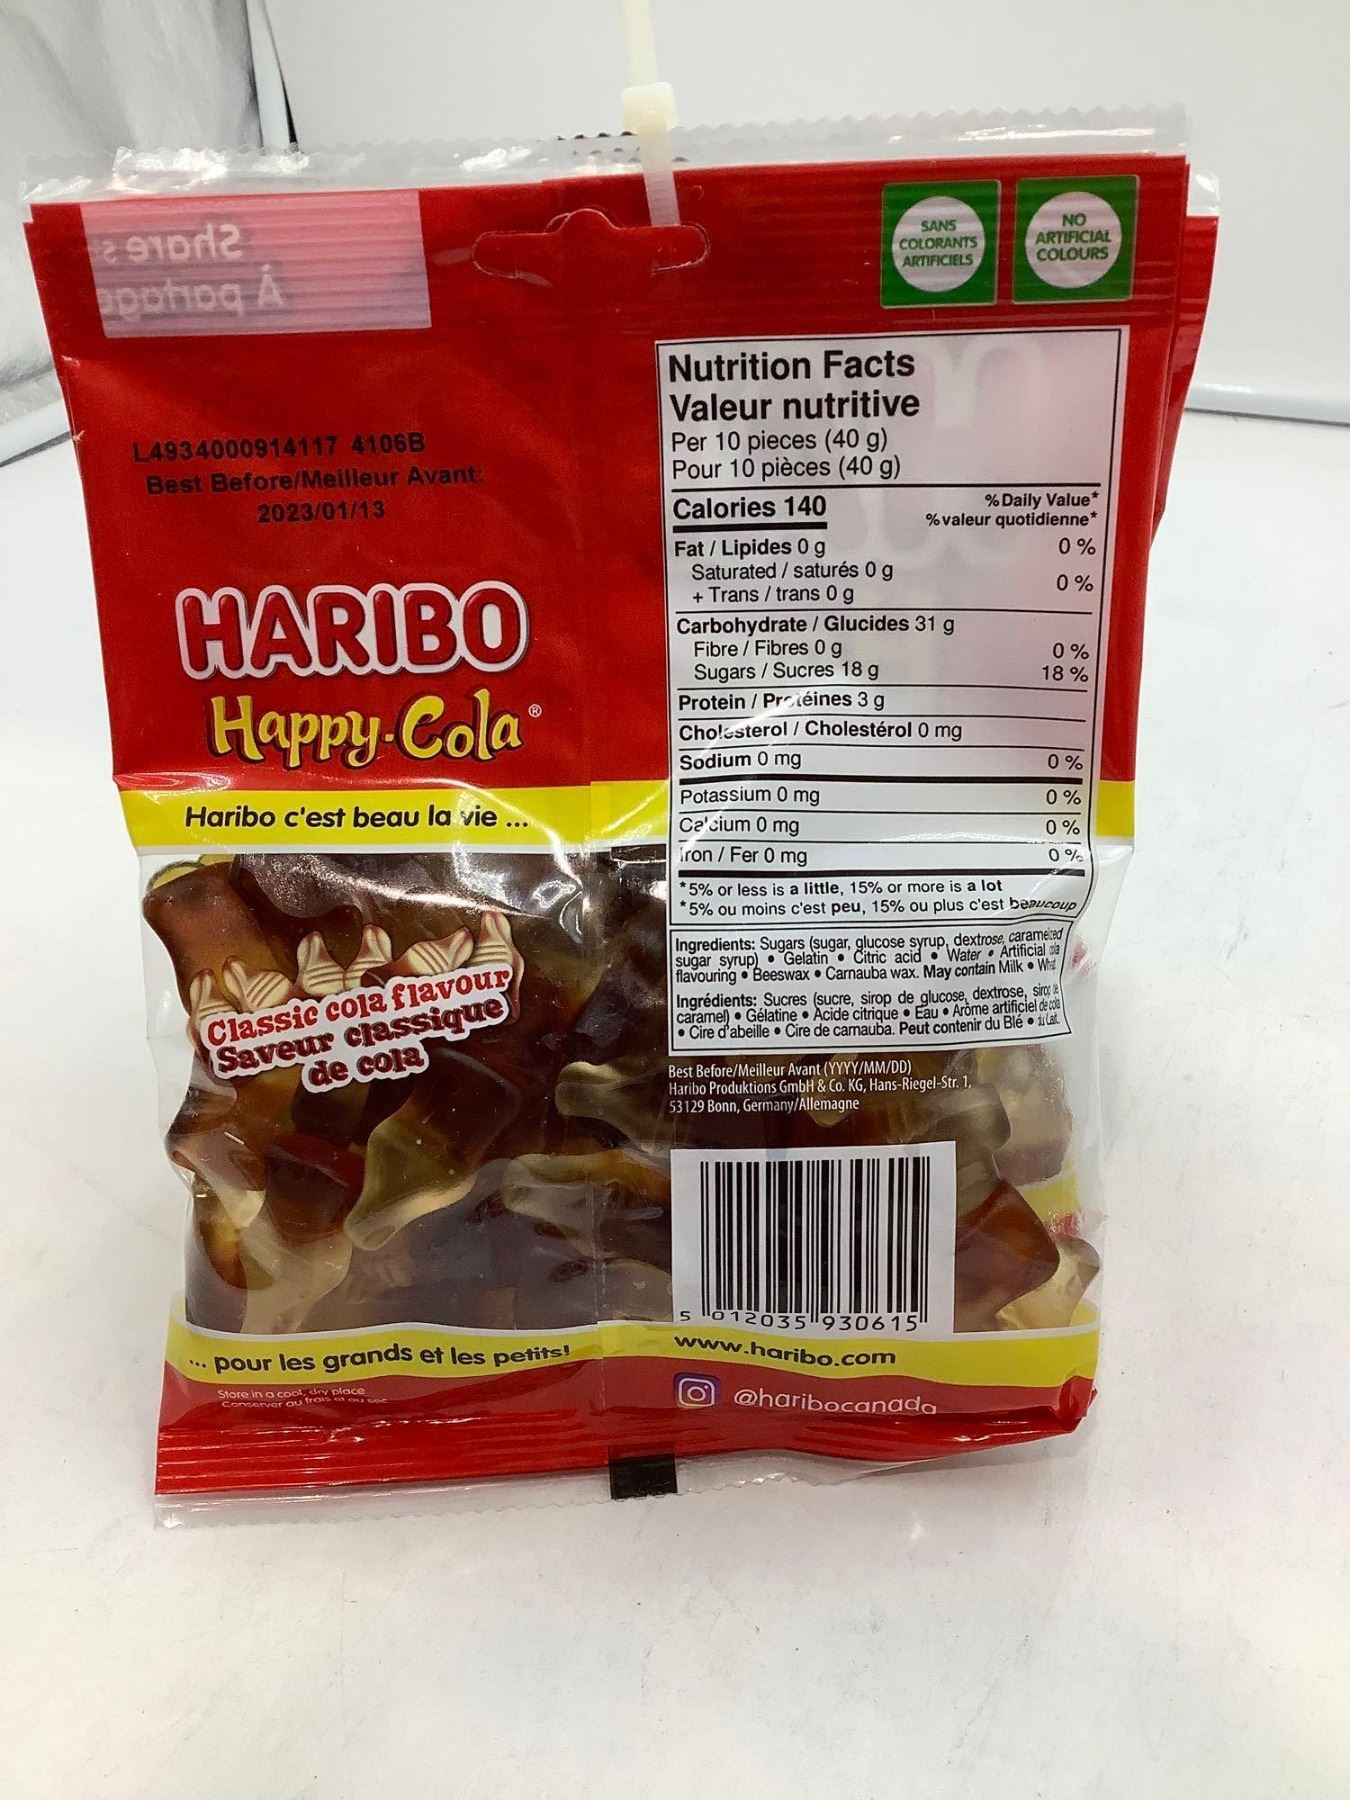 Share
À partage
SANS
COLORANTS
ARTIFICIELS
NO
ARTIFICIAL
COLOURS
L4934000914117 4106B
Best Before/Meilleur Avant:
2023/01/13
HARIBO
Happy-Cola®
Haribo c'est beau la vie ...
Classic cola flavour
Saveur classique
de cola
Nutrition Facts
Valeur nutritive
Per 10 pieces (40 g)
Pour 10 pièces (40 g)
Calories 140
% Daily Value*
% valeur quotidienne*
Fat / Lipides 0 g 0 %
Saturated / saturés 0 g
+ Trans / trans 0 g 0 %
Carbohydrate / Glucides 31 g
Fibre / Fibres 0 g 0 %
Sugars / Sucres 18 g 18 %
Protein / Protéines 3 g
Cholesterol / Cholestérol 0 mg
Sodium 0 mg 0 %
Potassium 0 mg 0 %
Calcium 0 mg 0 %
Iron / Fer 0 mg 0 %
*5% or less is a little, 15% or more is a lot
*5% ou moins c'est peu, 15% ou plus c'est beaucoup
Ingredients: Sugars (sugar, glucose syrup, dextrose, caramelized
sugar syrup) • Gelatin • Citric acid • Water • Artificial cola
flavouring • Beeswax • Carnauba wax. May contain Milk •
Ingrédients: Sucres (sucre, sirop de glucose, dextrose, sirop de
caramel) • Gélatine • Acide citrique • Eau • Arôme artificiel de cola
• Cire d'abeille • Cire de carnauba. Peut contenir du Blé • du Lait.
Best Before/Meilleur Avant (YYYY/MM/DD)
Haribo Produktions GmbH & Co. KG, Hans-Riegel-Str. 1,
53129 Bonn, Germany/Allemagne
5 012035 930615
... pour les grands et les petits!
Store in a cool, dry place
Conserver au frais et au sec
www.haribo.com
@haribocanada